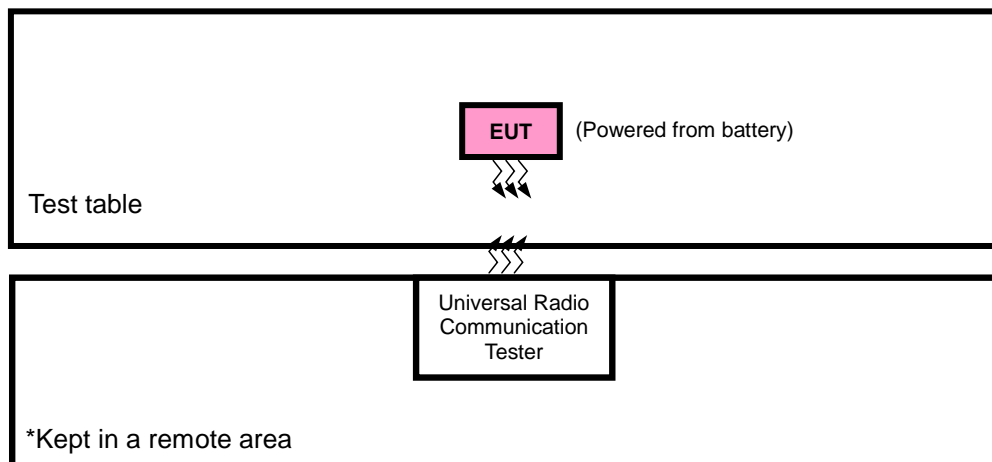 EUT
(Powered from battery)
Test table
Universal Radio
Communication
Tester
*Kept in a remote area